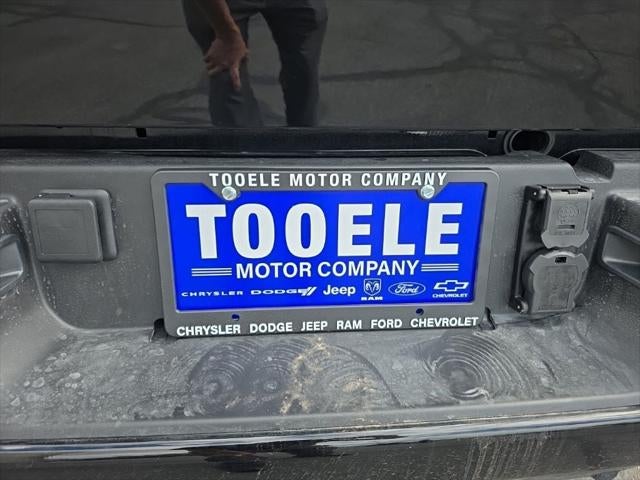 TOOELE MOTOR COMPANY
TOOELE
MOTOR COMPANY
CHRYSLER DODGE Jeep RAM Ford CHEVROLET
CHRYSLER DODGE JEEP RAM FORD CHEVROLET